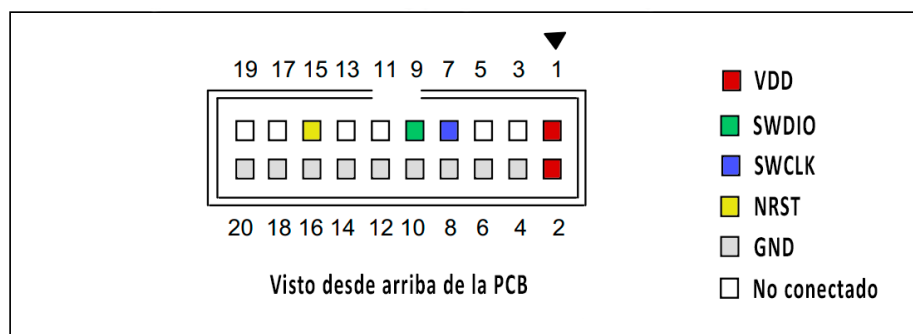 19 17 15 13 11 9 7 5 3 1
20 18 16 14 12 10 8 6 4 2
Visto desde arriba de la PCB
VDD
SWDIO
SWCLK
NRST
GND
No conectado